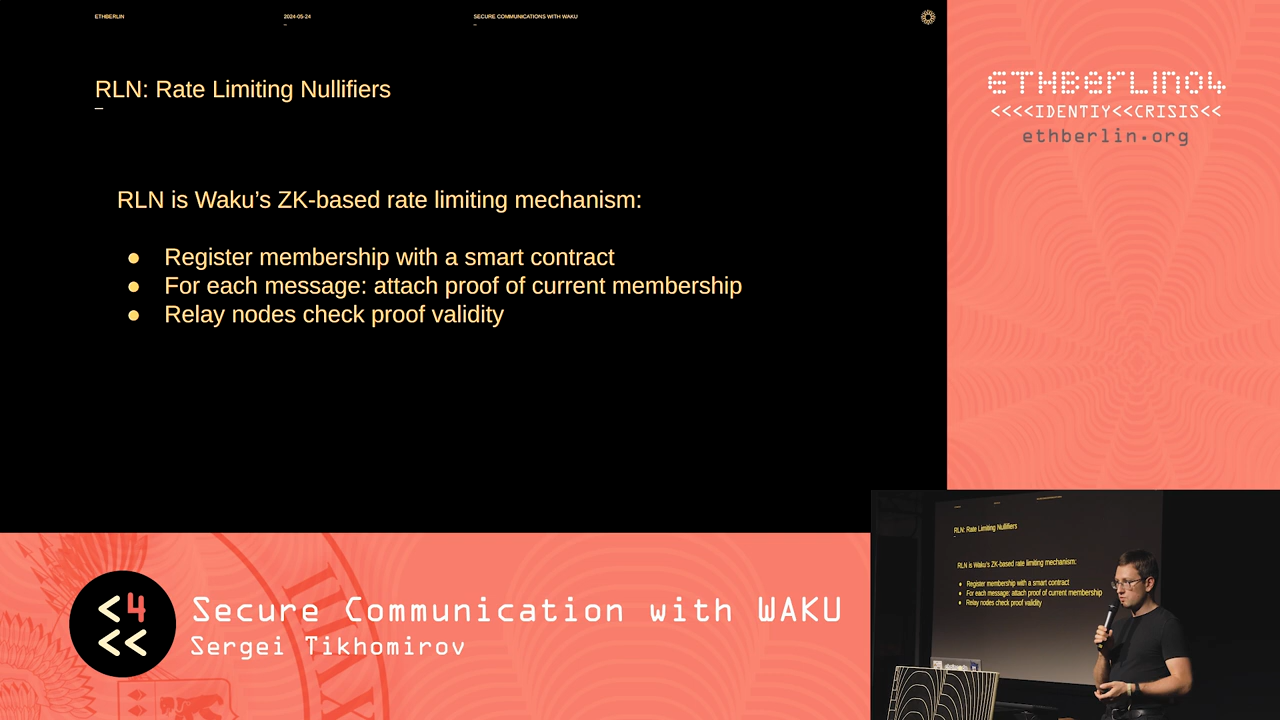 ETHBERLIN
2024-05-24
SECURE COMMUNICATIONS WITH WAKU
RLN: Rate Limiting Nullifiers
RLN is Waku's ZK-based rate limiting mechanism:
● Register membership with a smart contract
● For each message: attach proof of current membership
● Relay nodes check proof validity
ETHBerlin04
<<<<IDENTIY<<CRISIS<<
ethberlin.org
<4
<<
Secure Communication with WAKU
Sergei Tikhomirov
RLN: Rate Limiting Nullifiers
RLN is Waku's ZK-based rate limiting mechanism:
● Register membership with a smart contract
● For each message: attach proof of current membership
● Relay nodes check proof validity